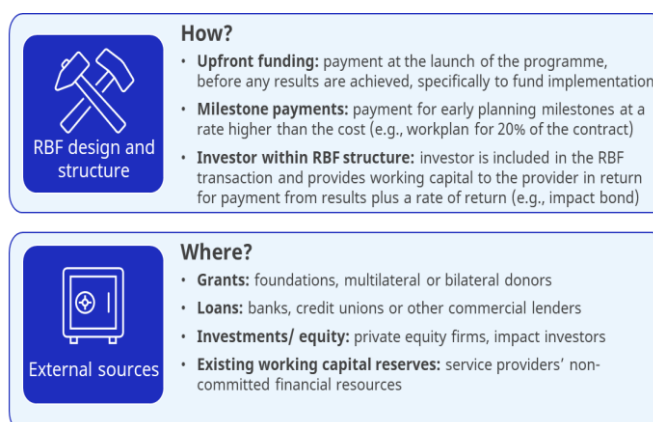 How?
• Upfront funding: payment at the launch of the programme,
before any results are achieved, specifically to fund implementation
• Milestone payments: payment for early planning milestones at a
rate higher than the cost (e.g., workplan for 20% of the contract)
• Investor within RBF structure: investor is included in the RBF
transaction and provides working capital to the provider in return
for payment from results plus a rate of return (e.g., impact bond)
RBF design and
structure
Where?
• Grants: foundations, multilateral or bilateral donors
• Loans: banks, credit unions or other commercial lenders
• Investments/ equity: private equity firms, impact investors
• Existing working capital reserves: service providers’ non-
committed financial resources
External sources